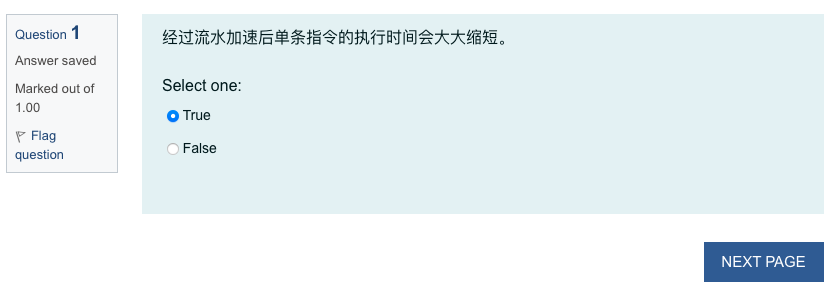 Question 1
Answer saved
Marked out of
1.00
Flag
question
经过流水加速后单条指令的执行时间会大大缩短。
Select one:
True
False
NEXT PAGE